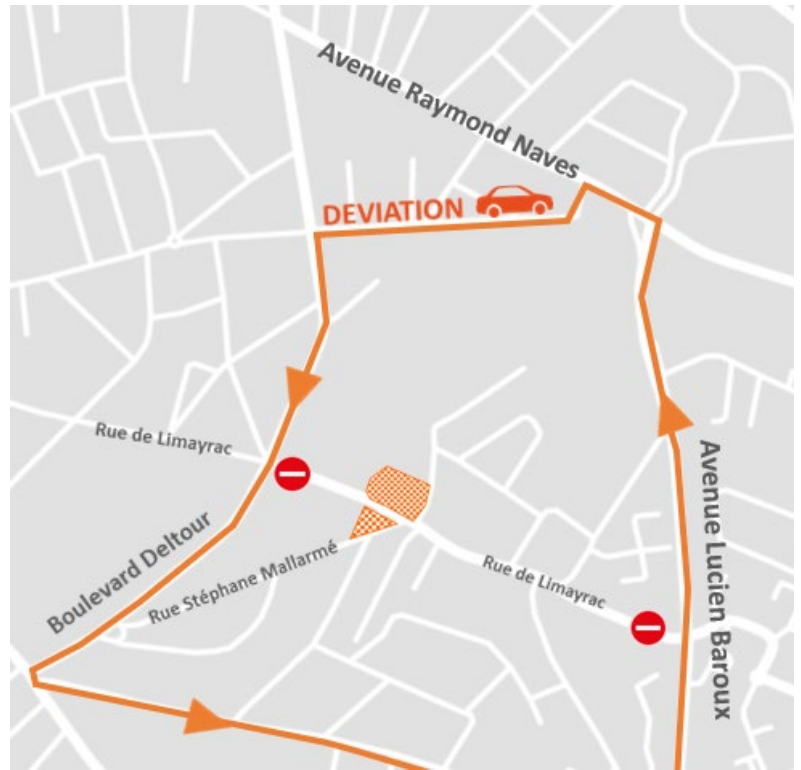 Avenue Raymond Naves
DEVIATION
Rue de Limayrac
Boulevard Deltour
Rue Stéphane Mallarmé
Rue de Limayrac
Avenue Lucien Baroux